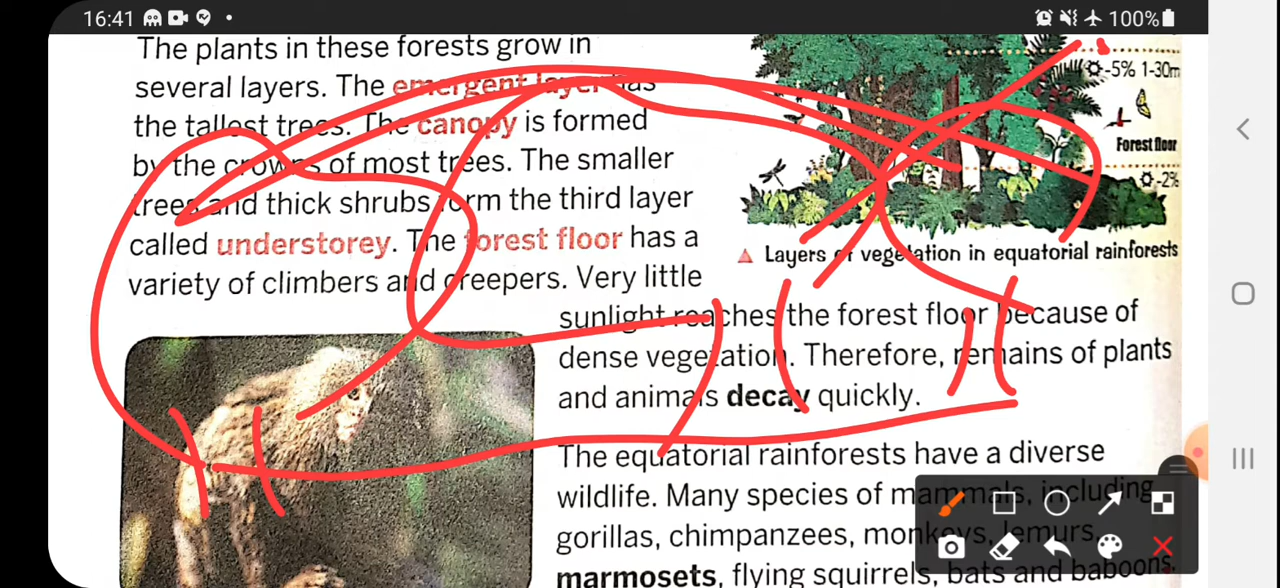 16:41
100%
The plants in these forests grow in
several layers. The emergent layer has
the tallest trees. The canopy is formed
by the crowns of most trees. The smaller
trees and thick shrubs form the third layer
called understorey. The forest floor has a
variety of climbers and creepers. Very little
sunlight reaches the forest floor because of
dense vegetation. Therefore, remains of plants
and animals decay quickly.
-5% 1-30m
Forest floor
-2%
Layers of vegetation in equatorial rainforests
The equatorial rainforests have a diverse
wildlife. Many species of mammals, including
gorillas, chimpanzees, monkeys, lemurs,
marmosets, flying squirrels, bats and baboons.